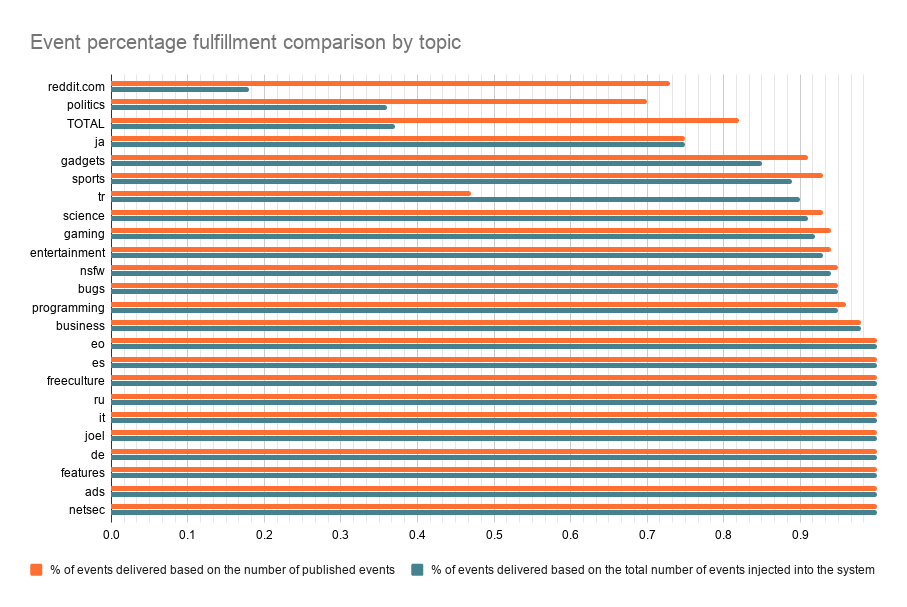 Event percentage fulfillment comparison by topic
reddit.com
politics
TOTAL
ja
gadgets
sports
tr
science
gaming
entertainment
nsfw
bugs
programming
business
eo
es
freeculture
ru
it
joel
de
features
ads
netsec
0.0 0.1 0.2 0.3 0.4 0.5 0.6 0.7 0.8 0.9
% of events delivered based on the number of published events % of events delivered based on the total number of events injected into the system